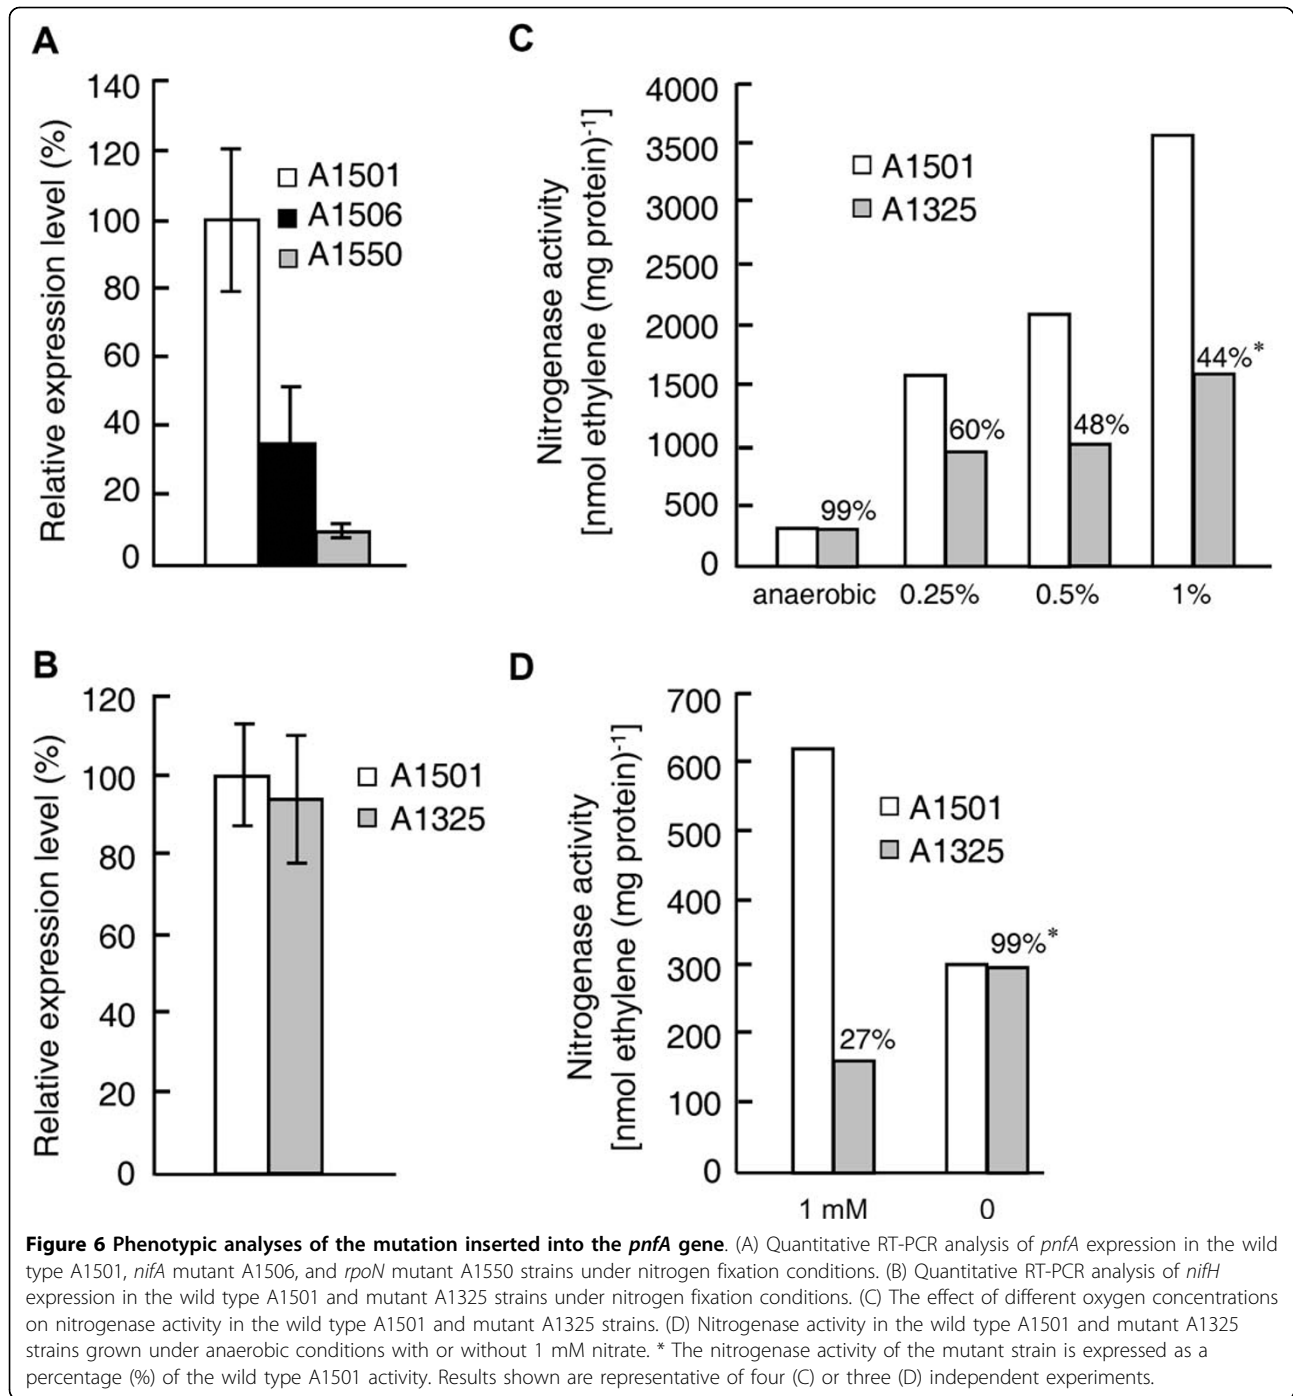 A
140
120
100
80
60
40
20
0
Relative expression level (%)
A1501
A1506
A1550
C
4000
3500
3000
2500
2000
1500
1000
500
0
Nitrogenase activity
[nmol ethylene (mg protein)-1]
A1501
A1325
99%
60%
48%
44%*
anaerobic 0.25% 0.5% 1%
B
120
100
80
60
40
20
0
Relative expression level (%)
A1501
A1325
D
700
600
500
400
300
200
100
0
Nitrogenase activity
[nmol ethylene (mg protein)-1]
A1501
A1325
27%
99%*
1 mM 0
Figure 6 Phenotypic analyses of the mutation inserted into the pnfA gene. (A) Quantitative RT-PCR analysis of pnfA expression in the wild
type A1501, nifA mutant A1506, and rpoN mutant A1550 strains under nitrogen fixation conditions. (B) Quantitative RT-PCR analysis of nifH
expression in the wild type A1501 and mutant A1325 strains under nitrogen fixation conditions. (C) The effect of different oxygen concentrations
on nitrogenase activity in the wild type A1501 and mutant A1325 strains. (D) Nitrogenase activity in the wild type A1501 and mutant A1325
strains grown under anaerobic conditions with or without 1 mM nitrate. * The nitrogenase activity of the mutant strain is expressed as a
percentage (%) of the wild type A1501 activity. Results shown are representative of four (C) or three (D) independent experiments.